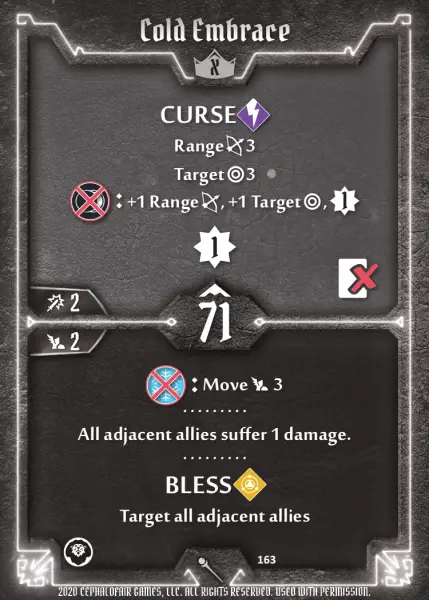 Cold Embrace
X
CURSE
Range 3
Target 3
: +1 Range, +1 Target, 1
1
2
71
2
: Move 3
All adjacent allies suffer 1 damage.
BLESS
Target all adjacent allies
163
2020 CEPHALOFAIR GAMES, LLC. ALL RIGHTS RESERVED. USED WITH PERMISSION.